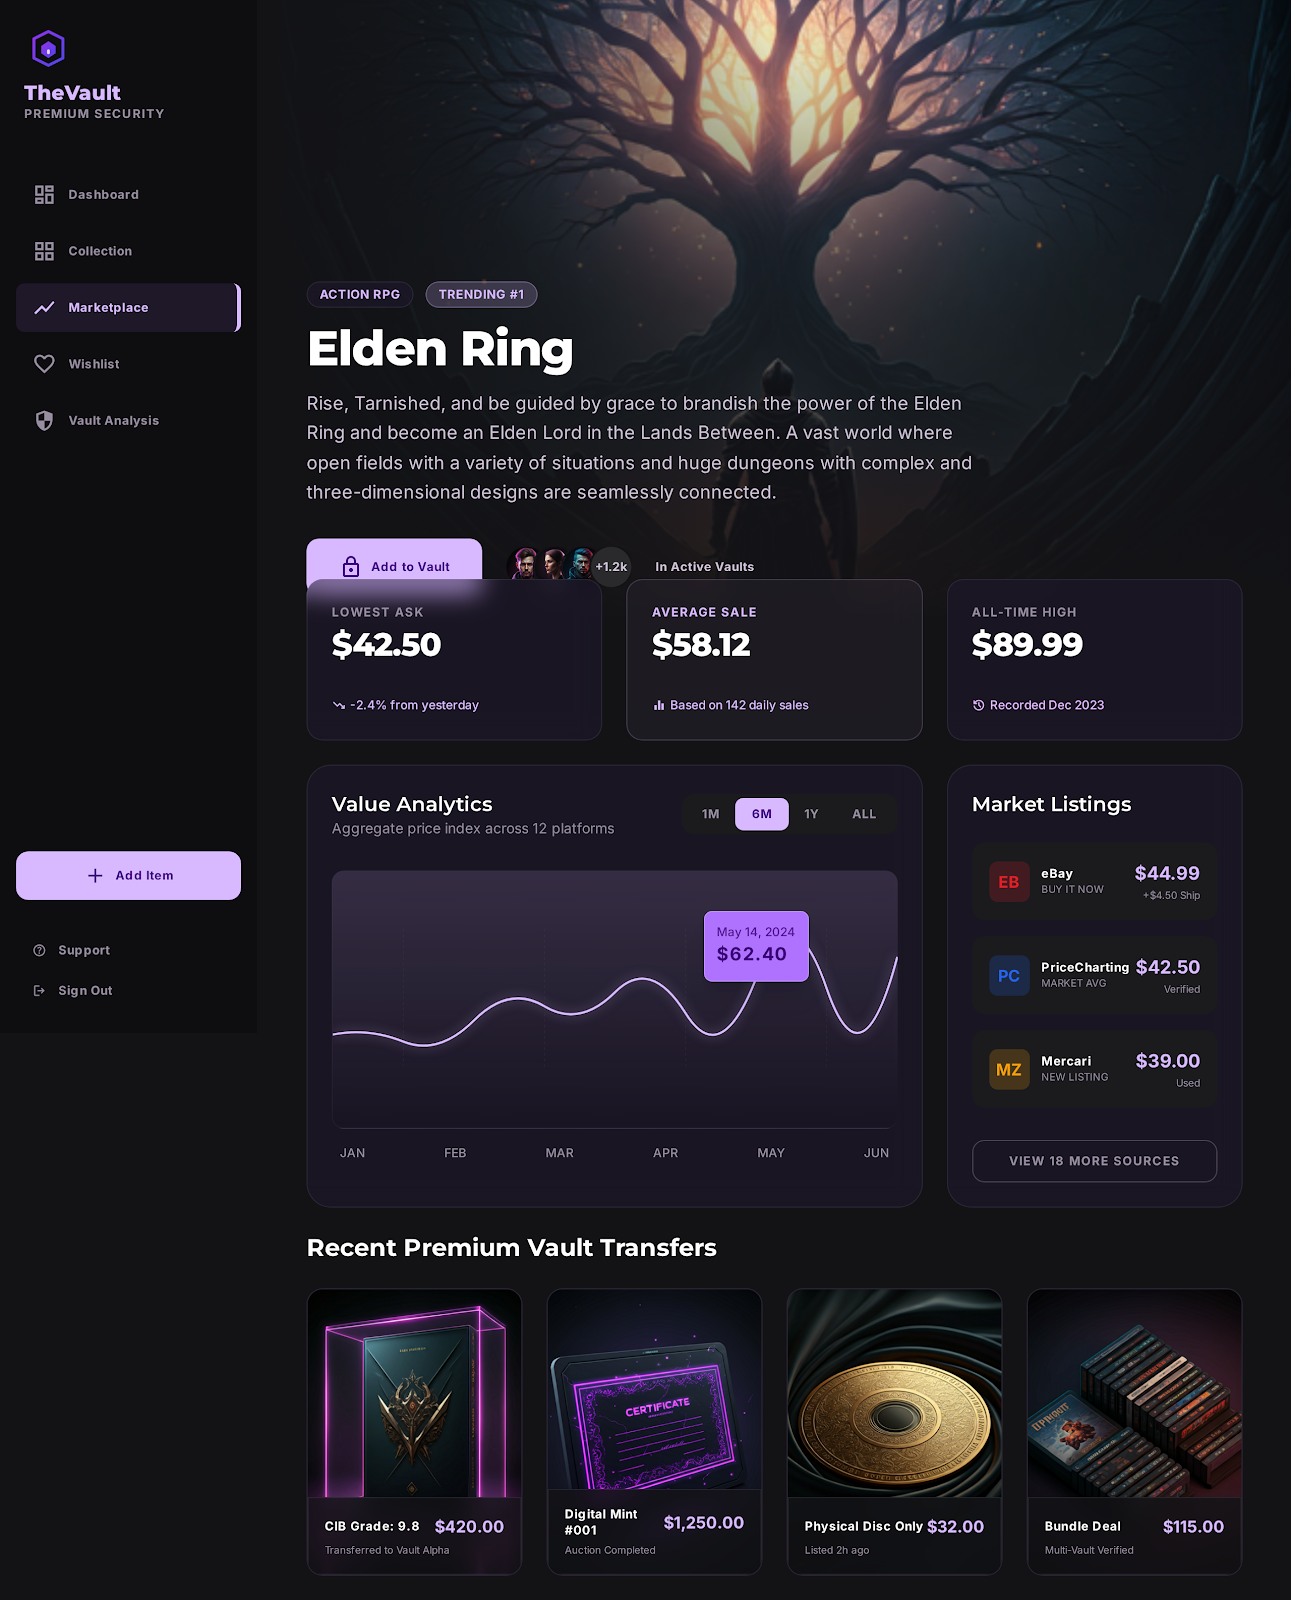 TheVault
PREMIUM SECURITY
Dashboard
Collection
Marketplace
Wishlist
Vault Analysis
Add Item
Support
Sign Out
ACTION RPG
TRENDING #1
Elden Ring
Rise, Tarnished, and be guided by grace to brandish the power of the Elden
Ring and become an Elden Lord in the Lands Between. A vast world where
open fields with a variety of situations and huge dungeons with complex and
three-dimensional designs are seamlessly connected.
Add to Vault
+1.2k
In Active Vaults
LOWEST ASK
$42.50
-2.4% from yesterday
AVERAGE SALE
$58.12
Based on 142 daily sales
ALL-TIME HIGH
$89.99
Recorded Dec 2023
Value Analytics
Aggregate price index across 12 platforms
1M 6M 1Y ALL
May 14, 2024
$62.40
JAN FEB MAR APR MAY JUN
Market Listings
EB
eBay
BUY IT NOW
$44.99
+$4.50 Ship
PC
PriceCharting
MARKET AVG
$42.50
Verified
MZ
Mercari
NEW LISTING
$39.00
Used
VIEW 18 MORE SOURCES
Recent Premium Vault Transfers
CIB Grade: 9.8
$420.00
Transferred to Vault Alpha
CERTIFICATE
Digital Mint
#001
$1,250.00
Auction Completed
Physical Disc Only
$32.00
Listed 2h ago
Bundle Deal
$115.00
Multi-Vault Verified